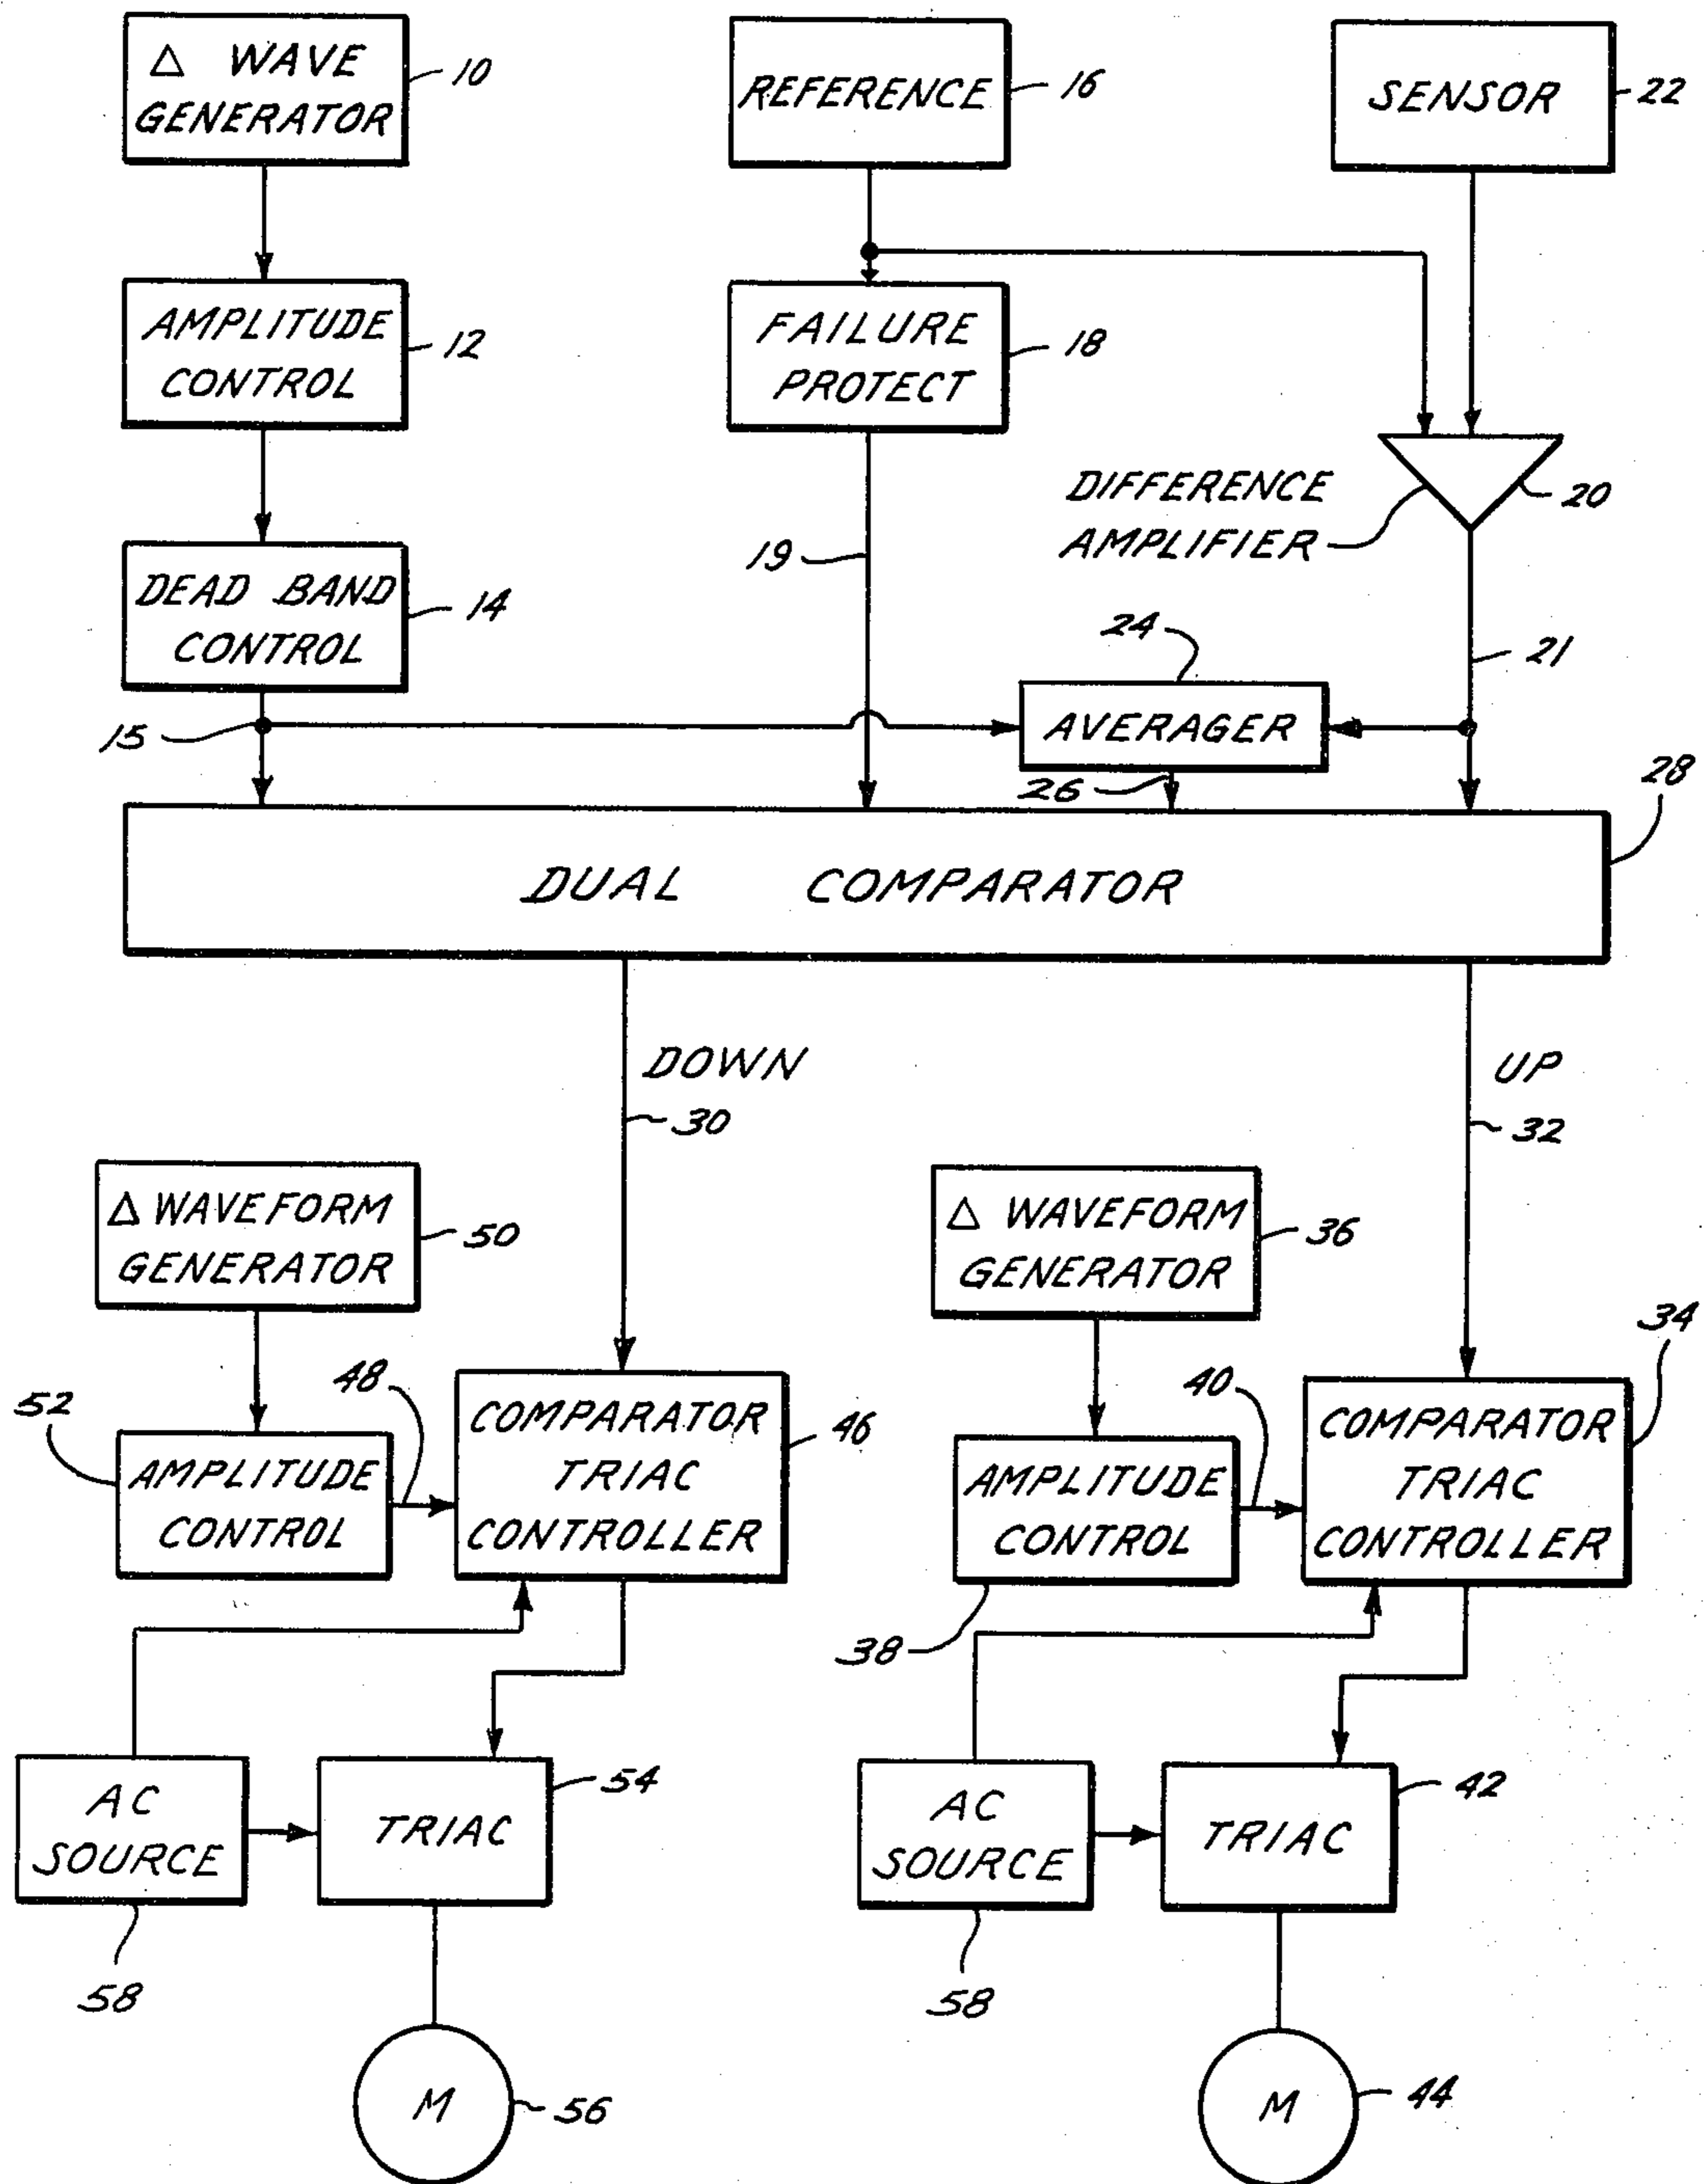 △ WAVE
GENERATOR
10
REFERENCE
16
SENSOR
22
AMPLITUDE
CONTROL
12
FAILURE
PROTECT
18
DIFFERENCE
AMPLIFIER
20
DEAD BAND
CONTROL
14
19
24
21
15
AVERAGER
26
28
DUAL COMPARATOR
DOWN
30
UP
32
△ WAVEFORM
GENERATOR
50
△ WAVEFORM
GENERATOR
36
52
AMPLITUDE
CONTROL
48
COMPARATOR
TRIAC
CONTROLLER
46
AMPLITUDE
CONTROL
38
40
COMPARATOR
TRIAC
CONTROLLER
34
AC
SOURCE
58
TRIAC
54
AC
SOURCE
58
TRIAC
42
M
56
M
44